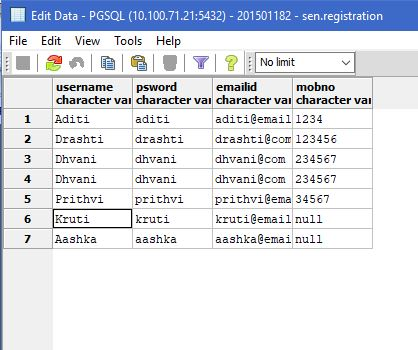 Edit Data - PGSQL (10.100.71.21:5432) - 201501182 - sen.registration
File Edit View Tools Help
No limit
username psword emailid mobno
character var character var character var character var
1 Aditi aditi aditi@email 1234
2 Drashti drashti drashti@com 123456
3 Dhvani dhvani dhvani@com 234567
4 Dhvani dhvani dhvani@com 234567
5 Prithvi prithvi prithvi@ema 34567
6 Kruti kruti kruti@email null
7 Aashka aashka aashka@email null